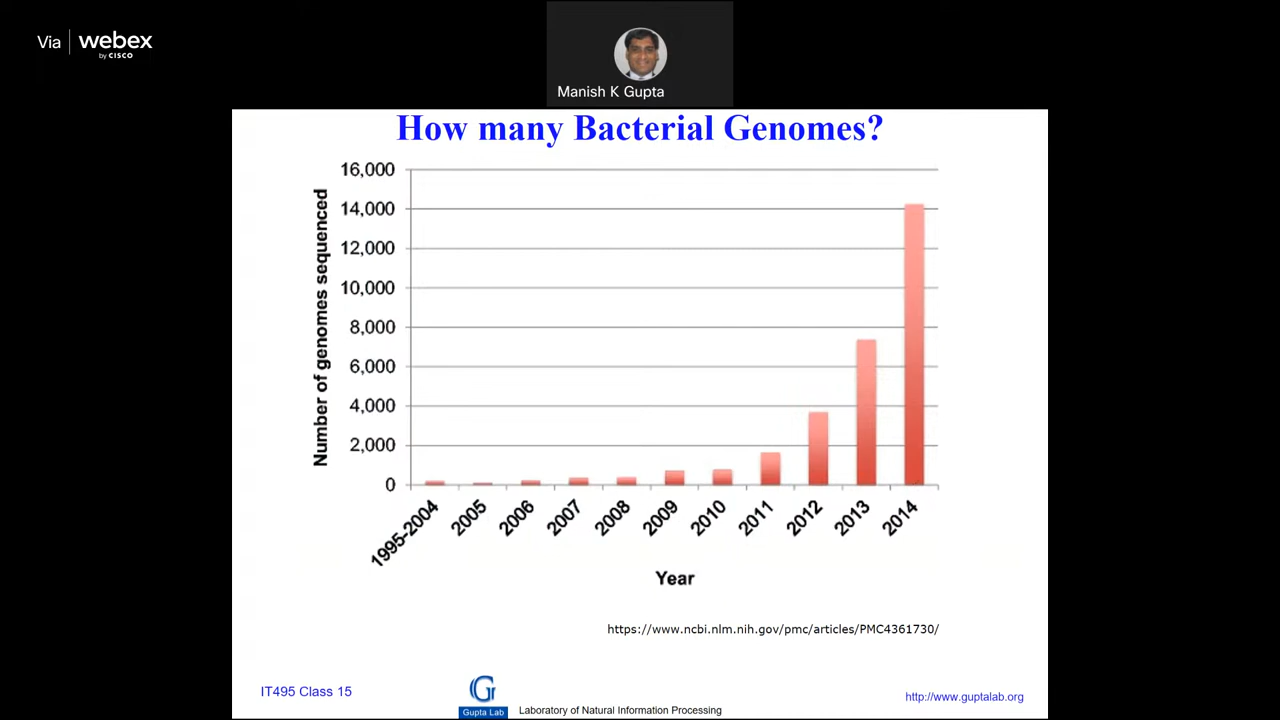 Via webex
by CISCO
Manish K Gupta
How many Bacterial Genomes?
Number of genomes sequenced
16,000
14,000
12,000
10,000
8,000
6,000
4,000
2,000
0
1995-2004 2005 2006 2007 2008 2009 2010 2011 2012 2013 2014
Year
https://www.ncbi.nlm.nih.gov/pmc/articles/PMC4361730/
IT495 Class 15
G
Gupta Lab
Laboratory of Natural Information Processing
http://www.guptalab.org